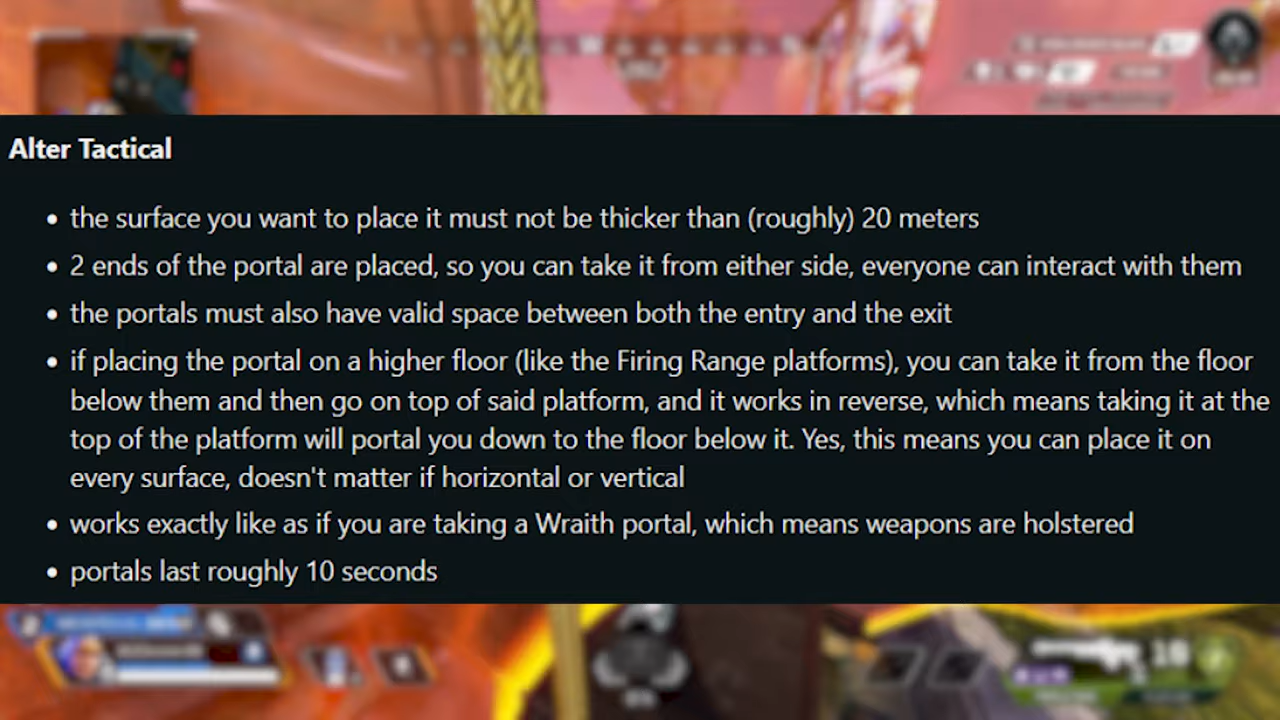 Alter Tactical
• the surface you want to place it must not be thicker than (roughly) 20 meters
• 2 ends of the portal are placed, so you can take it from either side, everyone can interact with them
• the portals must also have valid space between both the entry and the exit
• if placing the portal on a higher floor (like the Firing Range platforms), you can take it from the floor
below them and then go on top of said platform, and it works in reverse, which means taking it at the
top of the platform will portal you down to the floor below it. Yes, this means you can place it on
every surface, doesn't matter if horizontal or vertical
• works exactly like as if you are taking a Wraith portal, which means weapons are holstered
• portals last roughly 10 seconds